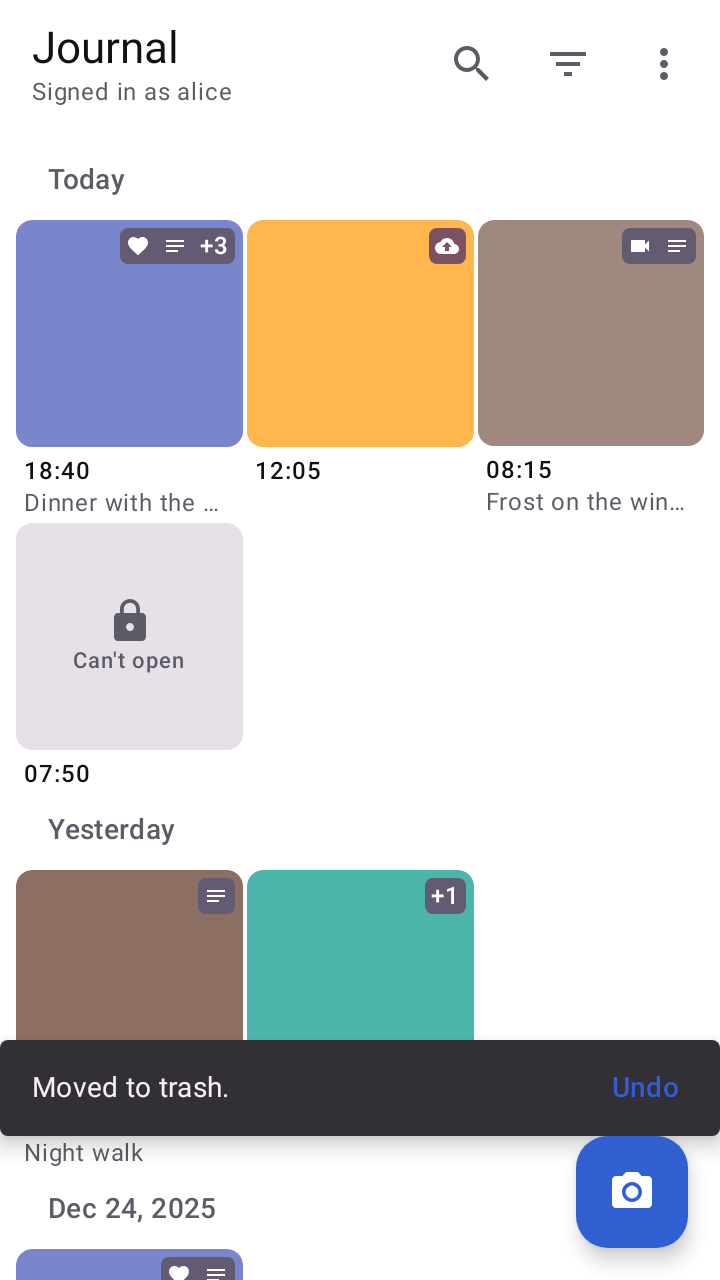 Journal
Signed in as alice
Today
+3
18:40
Dinner with the …
12:05
08:15
Frost on the win…
Can't open
07:50
Yesterday
+1
Moved to trash.
Undo
Night walk
Dec 24, 2025